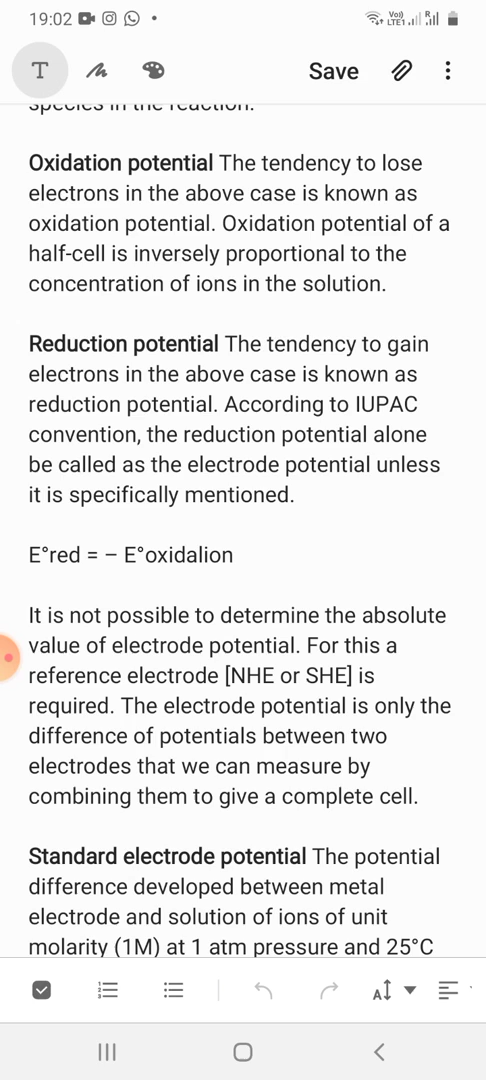 19:02
Vo)) R
LTE1
T Save
species in the reaction.
Oxidation potential The tendency to lose
electrons in the above case is known as
oxidation potential. Oxidation potential of a
half-cell is inversely proportional to the
concentration of ions in the solution.
Reduction potential The tendency to gain
electrons in the above case is known as
reduction potential. According to IUPAC
convention, the reduction potential alone
be called as the electrode potential unless
it is specifically mentioned.
E°red = – E°oxidalion
It is not possible to determine the absolute
value of electrode potential. For this a
reference electrode [NHE or SHE] is
required. The electrode potential is only the
difference of potentials between two
electrodes that we can measure by
combining them to give a complete cell.
Standard electrode potential The potential
difference developed between metal
electrode and solution of ions of unit
molarity (1M) at 1 atm pressure and 25°C
A